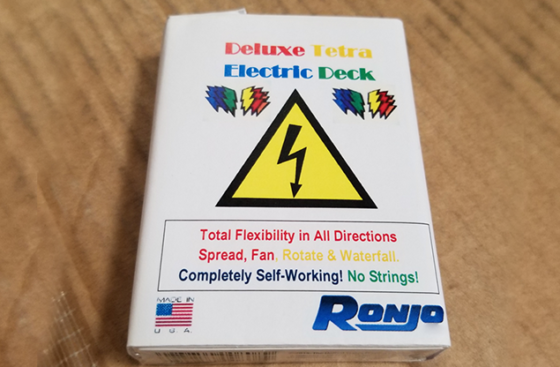 Deluxe Tetra
Electric Deck
Total Flexibility in All Directions
Spread, Fan, Rotate & Waterfall.
Completely Self-Working! No Strings!
MADE IN
U.S.A.
RONJO